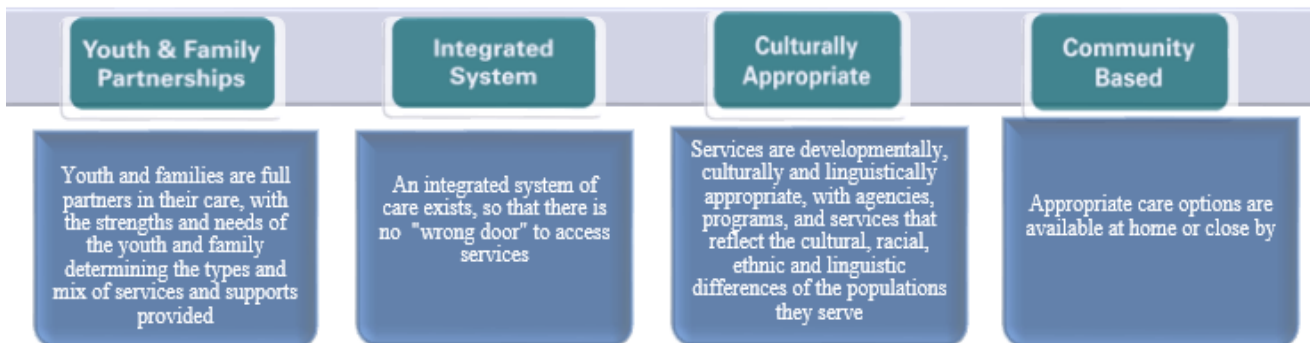 Youth & Family
Partnerships
Youth and families are full
partners in their care, with
the strengths and needs of
the youth and family
determining the types and
mix of services and supports
provided
Integrated
System
An integrated system of
care exists, so that there is
no "wrong door" to access
services
Culturally
Appropriate
Services are developmentally,
culturally and linguistically
appropriate, with agencies,
programs, and services that
reflect the cultural, racial,
ethnic and linguistic
differences of the populations
they serve
Community
Based
Appropriate care options are
available at home or close by